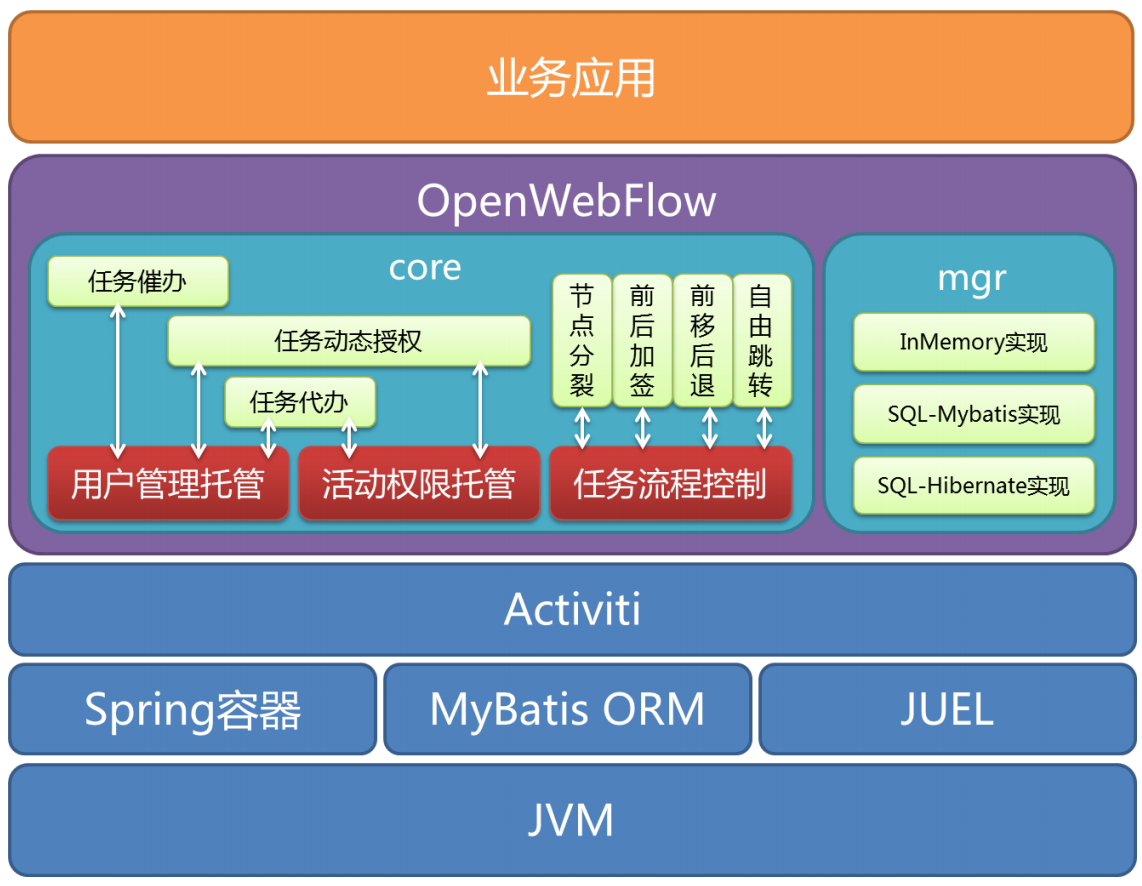 业务应用
OpenWebFlow
core
任务催办
任务动态授权
任务代办
节点分裂
前后加签
前移后退
自由跳转
用户管理托管
活动权限托管
任务流程控制
mgr
InMemory实现
SQL-Mybatis实现
SQL-Hibernate实现
Activiti
Spring容器
MyBatis ORM
JUEL
JVM